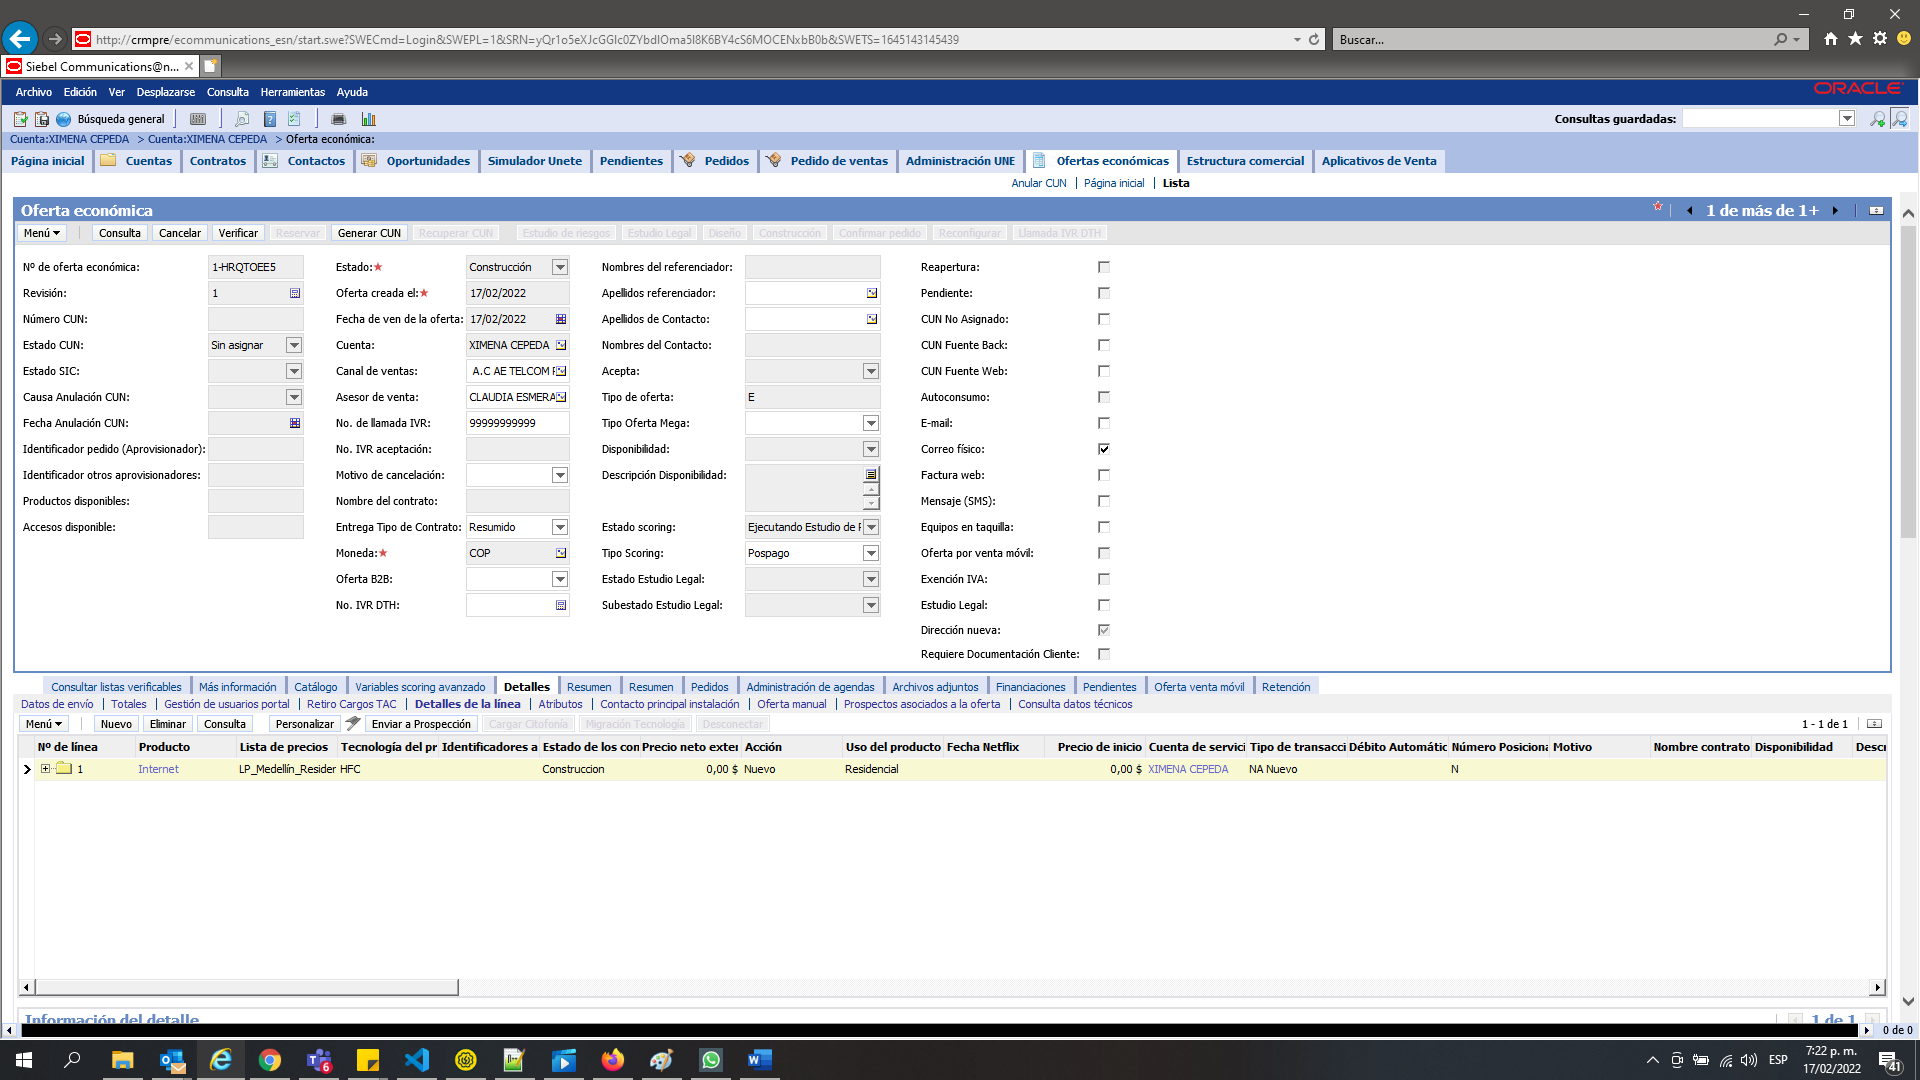 http://crmpre/ecommunications_esn/start.swe?SWECmd=Login&SWEPL=1&SRN=yQr1o5eXJcGGIc0ZYbdIOma5I8K6BY4cS6MOCENxbB0b&SWETS=1645143145439
Buscar...
Siebel Communications@n...
Archivo Edición Ver Desplazarse Consulta Herramientas Ayuda
ORACLE
Búsqueda general
Consultas guardadas:
Cuenta:XIMENA CEPEDA > Cuenta:XIMENA CEPEDA > Oferta económica:
Página inicial Cuentas Contratos Contactos Oportunidades Simulador Unete Pendientes Pedidos Pedido de ventas Administración UNE Ofertas económicas Estructura comercial Aplicativos de Venta
Anular CUN | Página inicial | Lista
Oferta económica
1 de más de 1+
Menú Consulta Cancelar Verificar Reservar Generar CUN Recuperar CUN Estudio de riesgos Estudio Legal Diseño Construcción Confirmar pedido Reconfigurar Llamada IVR DTH
Nº de oferta económica: 1-HRQTOEE5 Estado: Construcción Nombres del referenciador: Reapertura:
Revisión: 1 Oferta creada el: 17/02/2022 Apellidos referenciador: Pendiente:
Número CUN: Fecha de ven de la oferta: 17/02/2022 Apellidos de Contacto: CUN No Asignado:
Estado CUN: Sin asignar Cuenta: XIMENA CEPEDA Nombres del Contacto: CUN Fuente Back:
Estado SIC: Canal de ventas: A.C AE TELCOM Acepta: CUN Fuente Web:
Causa Anulación CUN: Asesor de venta: CLAUDIA ESMERA Tipo de oferta: E Autoconsumo:
Fecha Anulación CUN: No. de llamada IVR: 99999999999 Tipo Oferta Mega: E-mail:
Identificador pedido (Aprovisionador): No. IVR aceptación: Disponibilidad: Correo físico:
Identificador otros aprovisionadores: Motivo de cancelación: Descripción Disponibilidad: Factura web:
Productos disponibles: Nombre del contrato: Mensaje (SMS):
Accesos disponible: Entrega Tipo de Contrato: Resumido Estado scoring: Ejecutando Estudio de Equipos en taquilla:
Moneda: COP Tipo Scoring: Pospago Oferta por venta móvil:
Oferta B2B: Estado Estudio Legal: Exención IVA:
No. IVR DTH: Subestado Estudio Legal: Estudio Legal:
Dirección nueva:
Requiere Documentación Cliente:
Consultar listas verificables Más información Catálogo Variables scoring avanzado Detalles Resumen Resumen Pedidos Administración de agendas Archivos adjuntos Financiaciones Pendientes Oferta venta móvil Retención
Datos de envío | Totales | Gestión de usuarios portal | Retiro Cargos TAC | Detalles de la línea | Atributos | Contacto principal instalación | Oferta manual | Prospectos asociados a la oferta | Consulta datos técnicos
Menú Nuevo Eliminar Consulta Personalizar Enviar a Prospección Cargar Citofonía Migración Tecnología Desconectar 1 - 1 de 1
Nº de línea Producto Lista de precios Tecnología del pr Identificadores a Estado de los con Precio neto exter Acción Uso del producto Fecha Netflix Precio de inicio Cuenta de servici Tipo de transacci Débito Automátic Número Posiciona Motivo Nombre contrato Disponibilidad Descr
1 Internet LP_Medellín_Resider HFC Construccion 0,00 $ Nuevo Residencial 0,00 $ XIMENA CEPEDA NA Nuevo N
Información del detalle 1 de 1
0 de 0
6
ESP
7:22 p. m.
17/02/2022
41